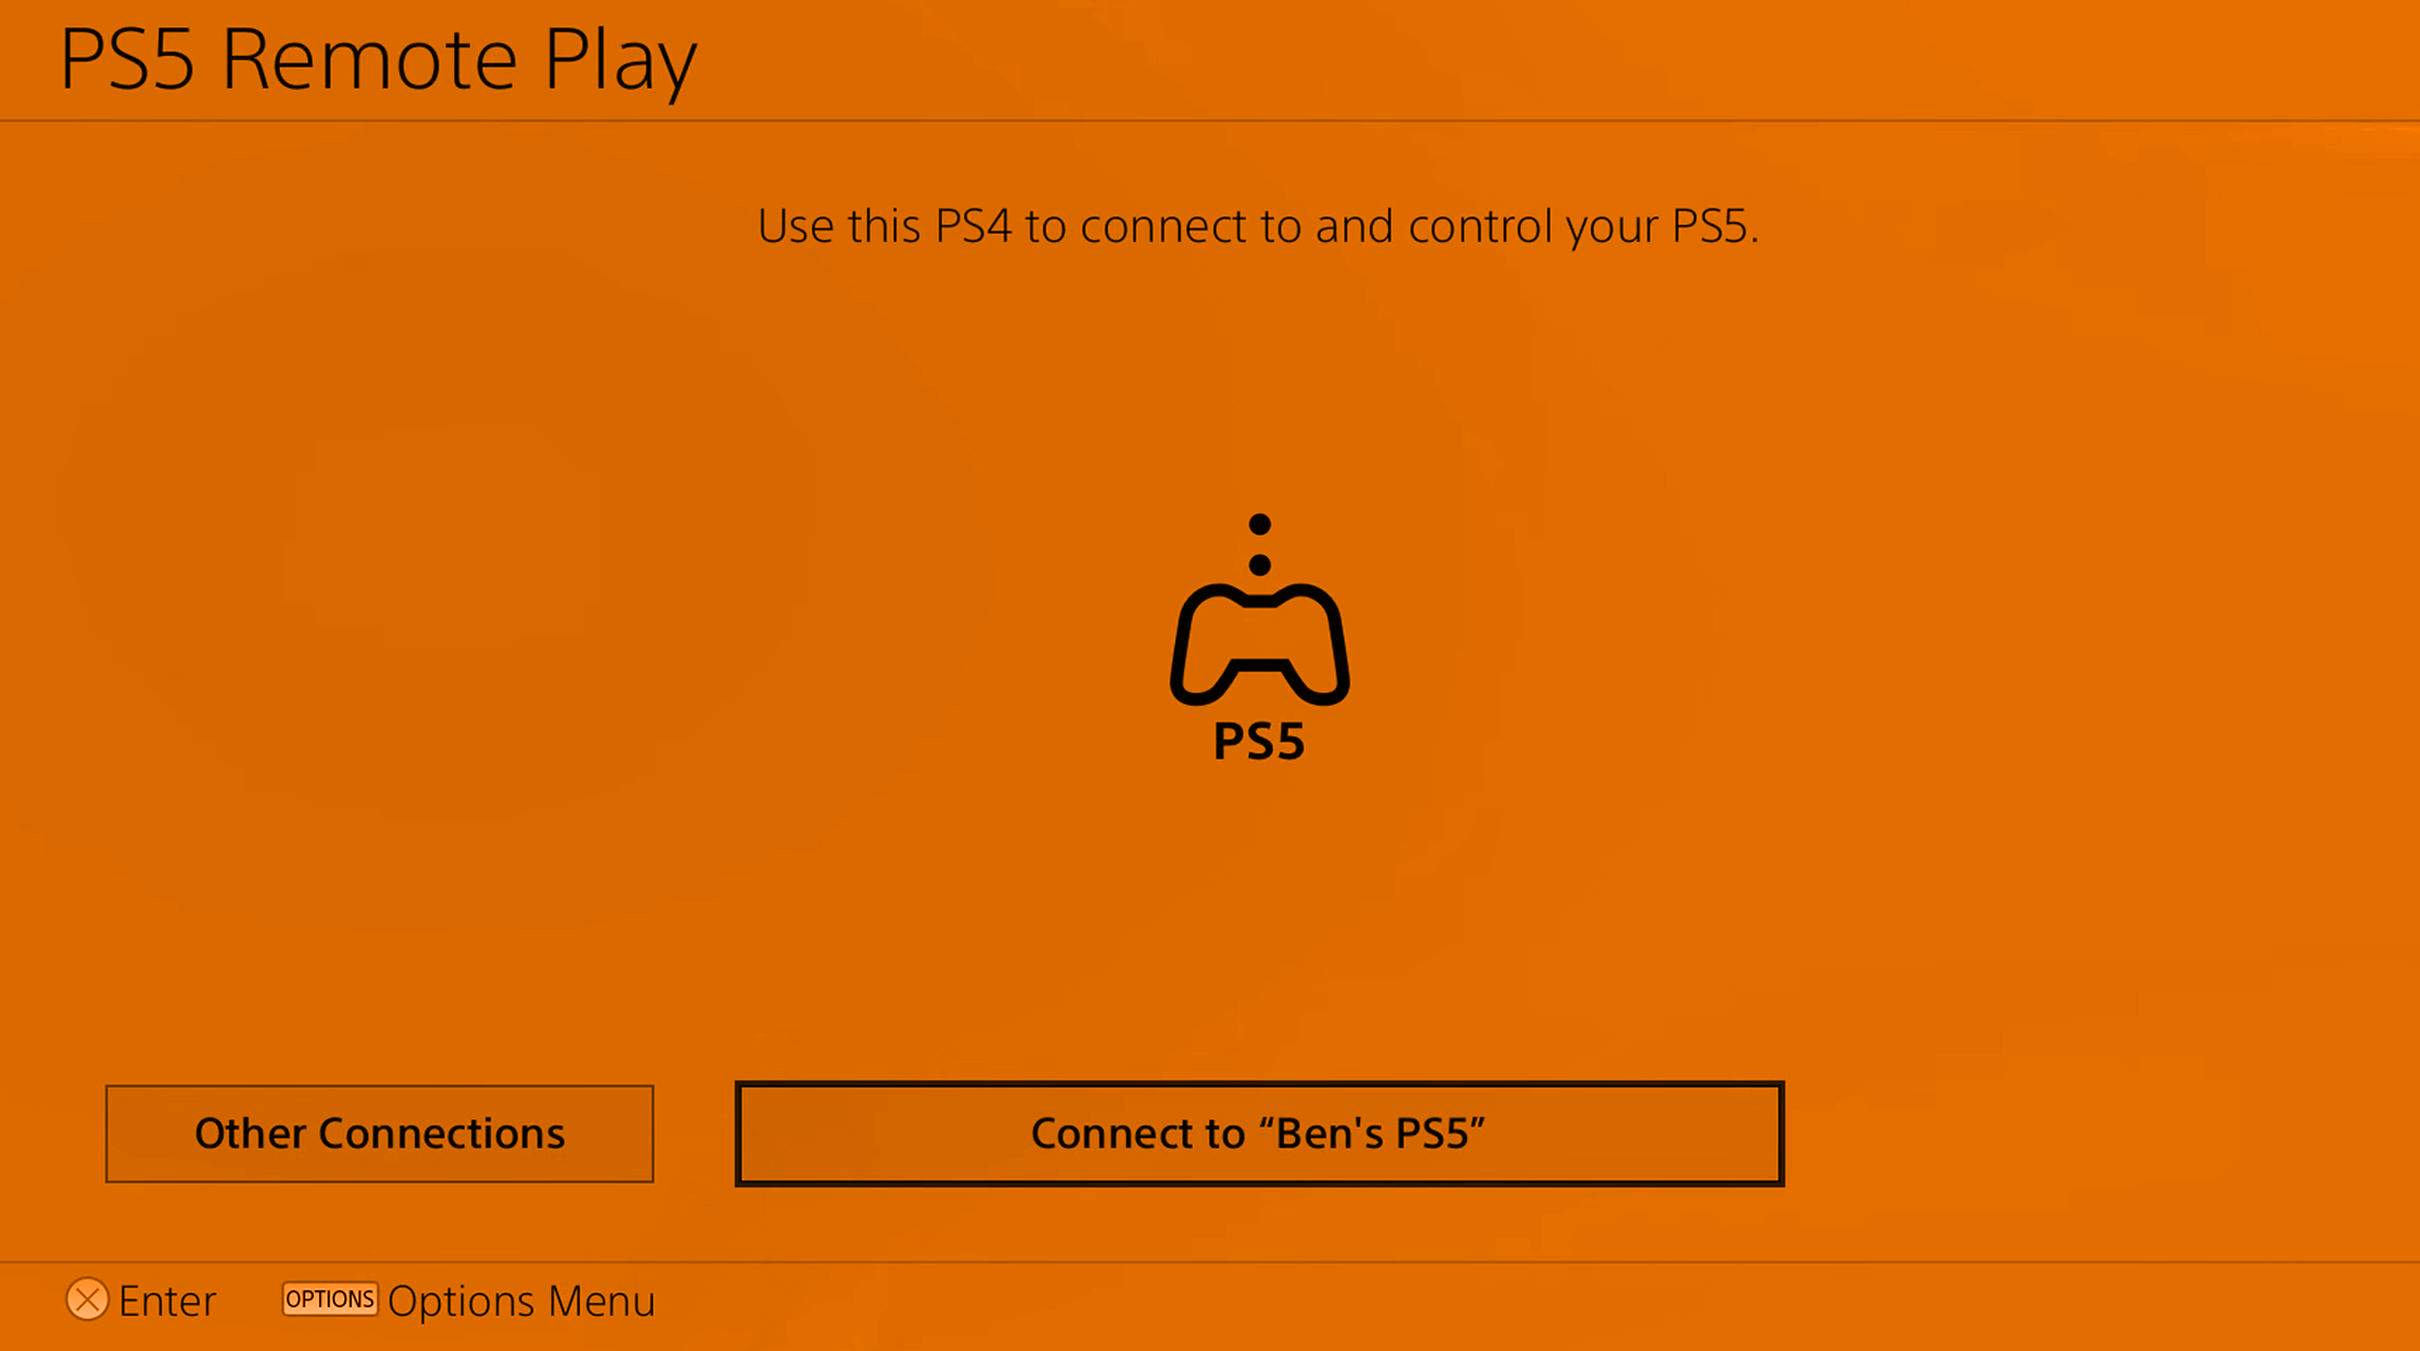 PS5 Remote Play
Use this PS4 to connect to and control your PS5.
PS5
Other Connections
Connect to “Ben's PS5”
Enter
OPTIONS Options Menu